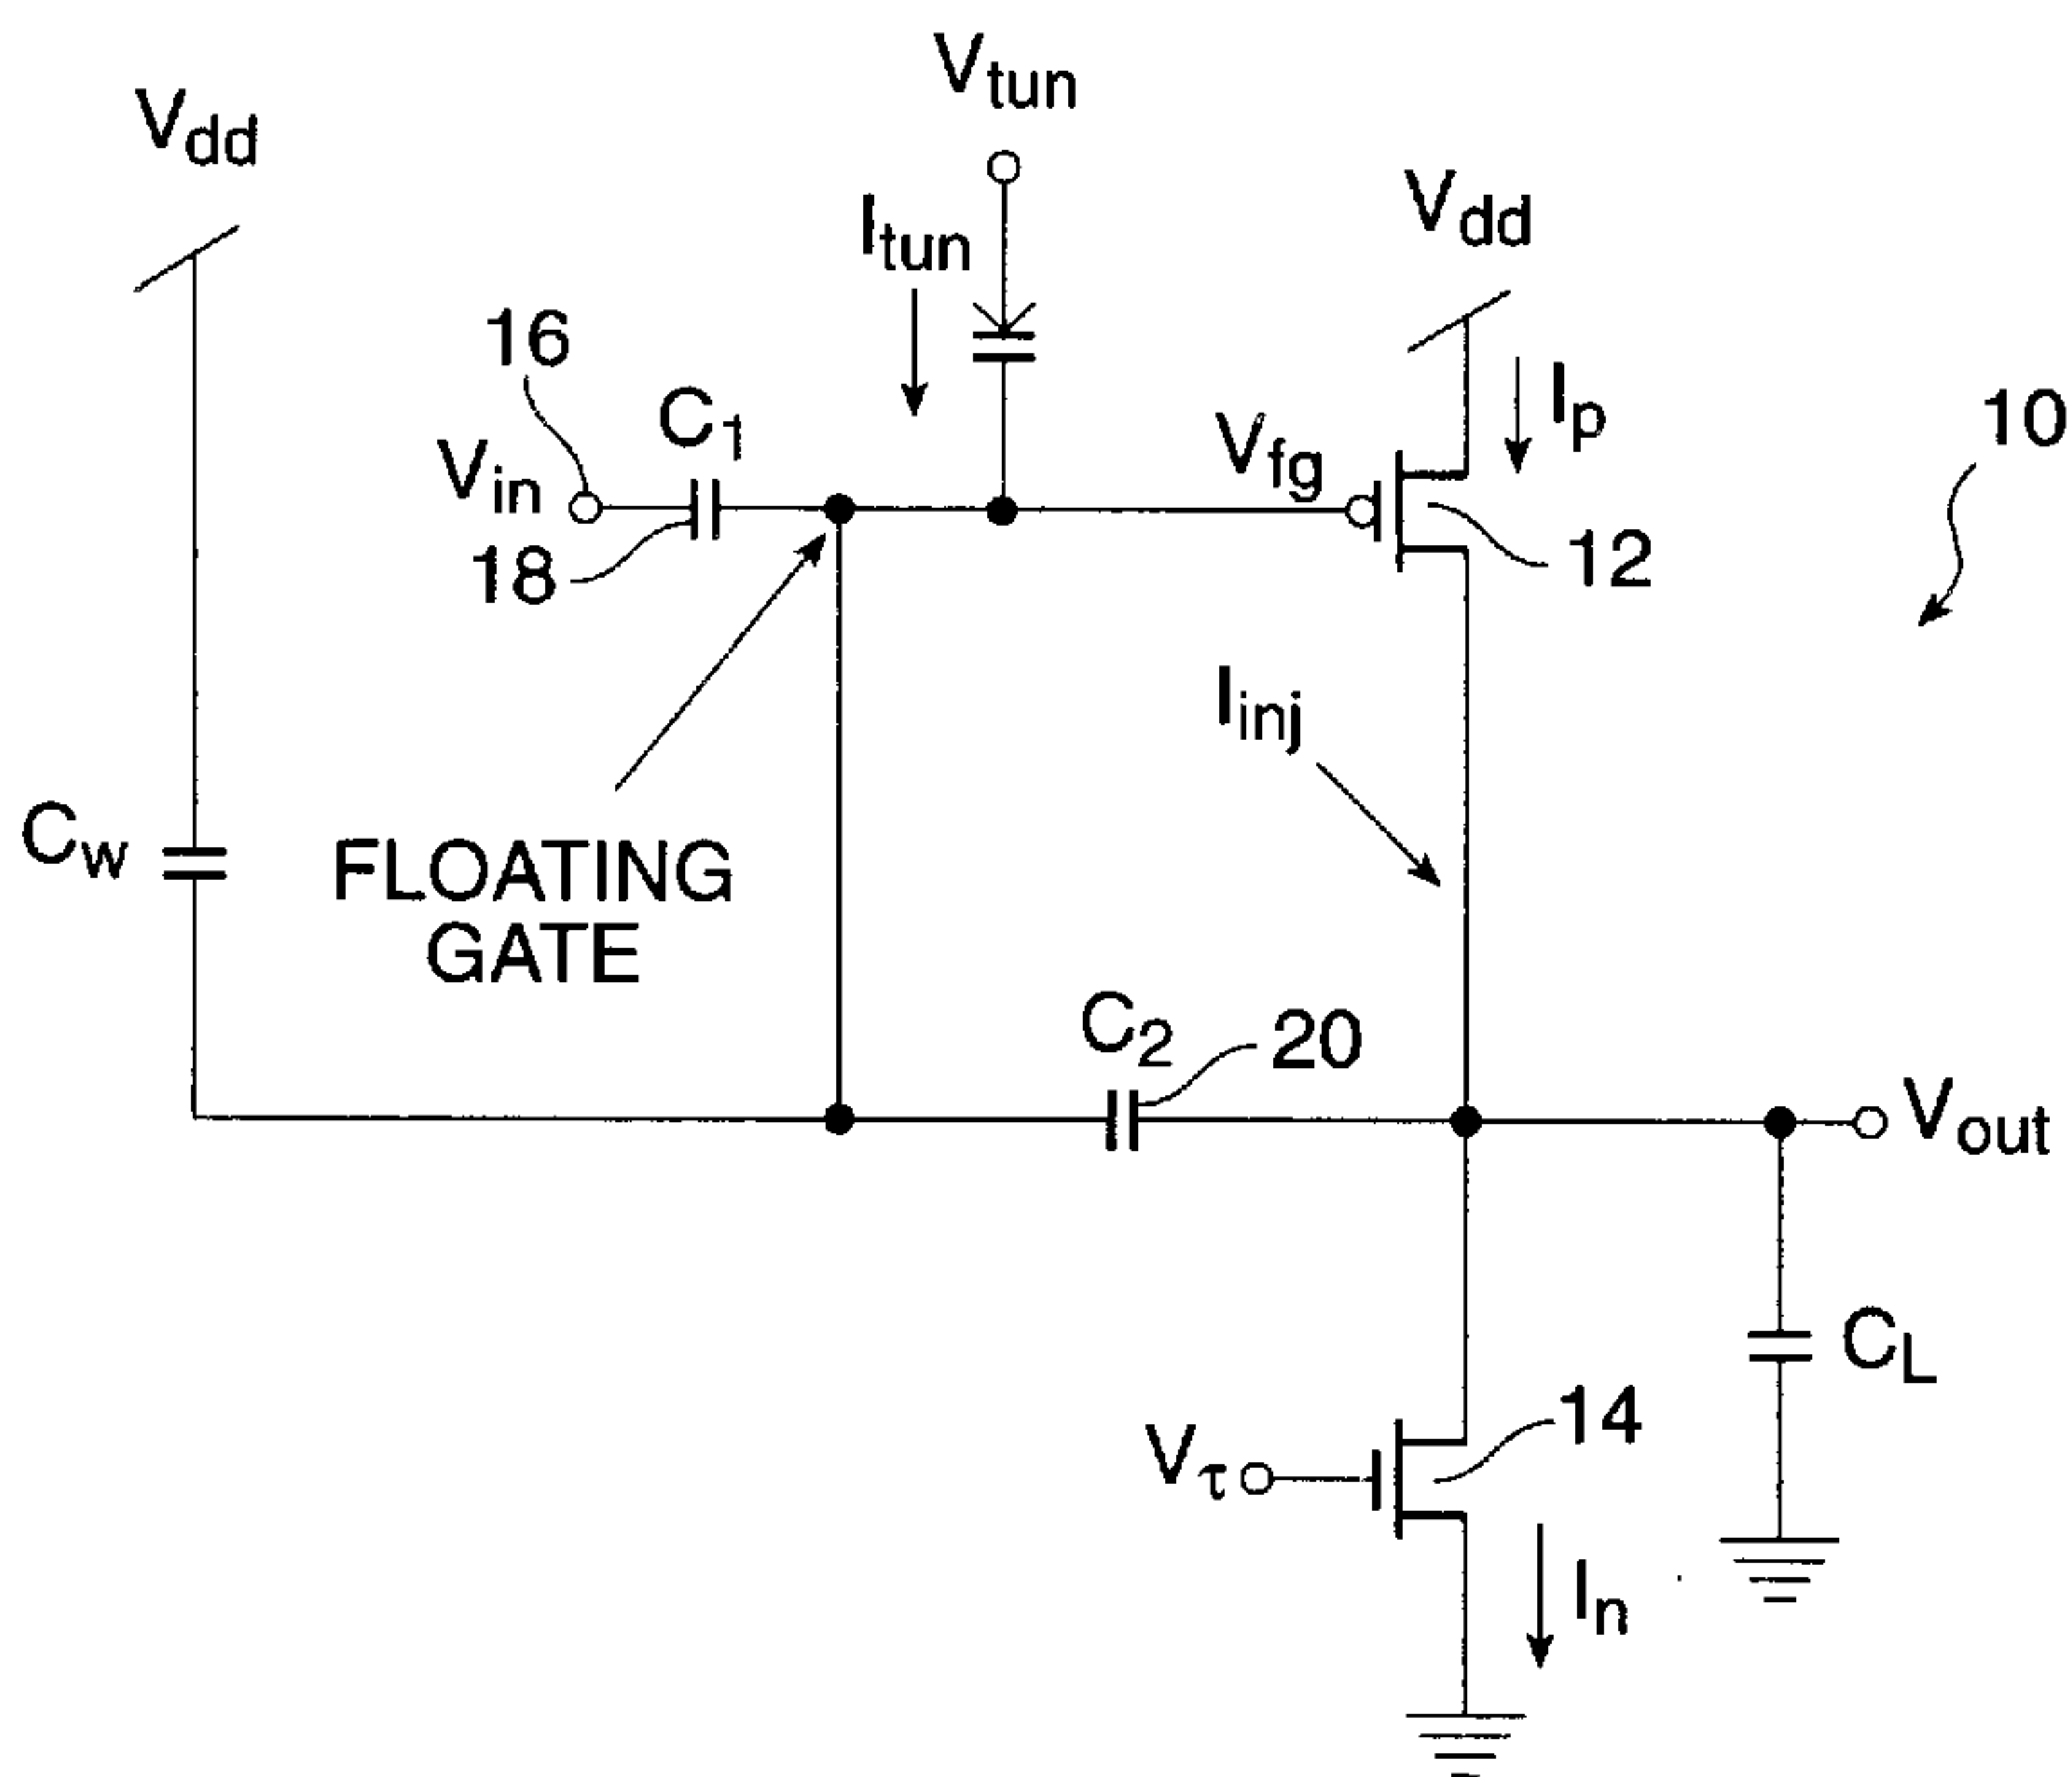 Vtun
Vdd
Vdd
Itun
16
Ip
C1
10
Vin
Vfg
18
12
Iinj
Cw
FLOATING
GATE
C2
20
Vout
CL
14
Vτ
In